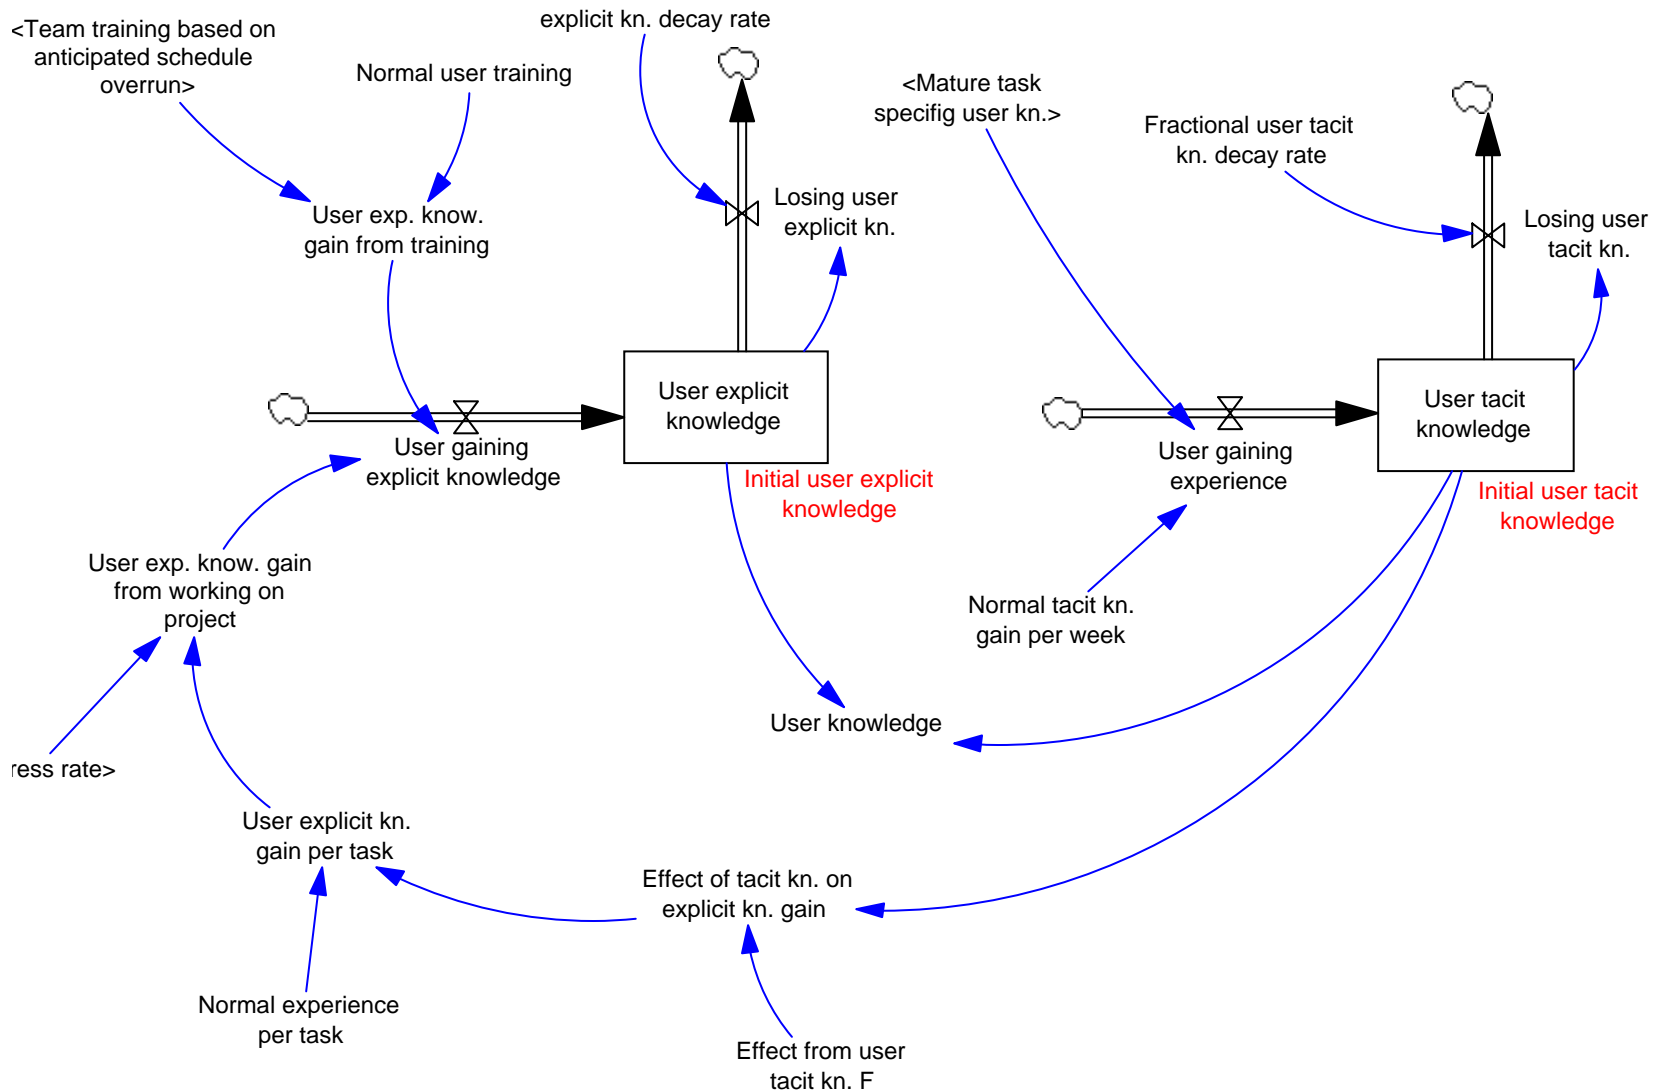 <Team training based on
anticipated schedule
overrun>
Normal user training
explicit kn. decay rate
<Mature task
specifig user kn.>
Fractional user tacit
kn. decay rate
User exp. know.
gain from training
Losing user
explicit kn.
Losing user
tacit kn.
User explicit
knowledge
User tacit
knowledge
User gaining
explicit knowledge
Initial user explicit
knowledge
User gaining
experience
Initial user tacit
knowledge
User exp. know. gain
from working on
project
Normal tacit kn.
gain per week
User knowledge
ress rate>
User explicit kn.
gain per task
Effect of tacit kn. on
explicit kn. gain
Normal experience
per task
Effect from user
tacit kn. F